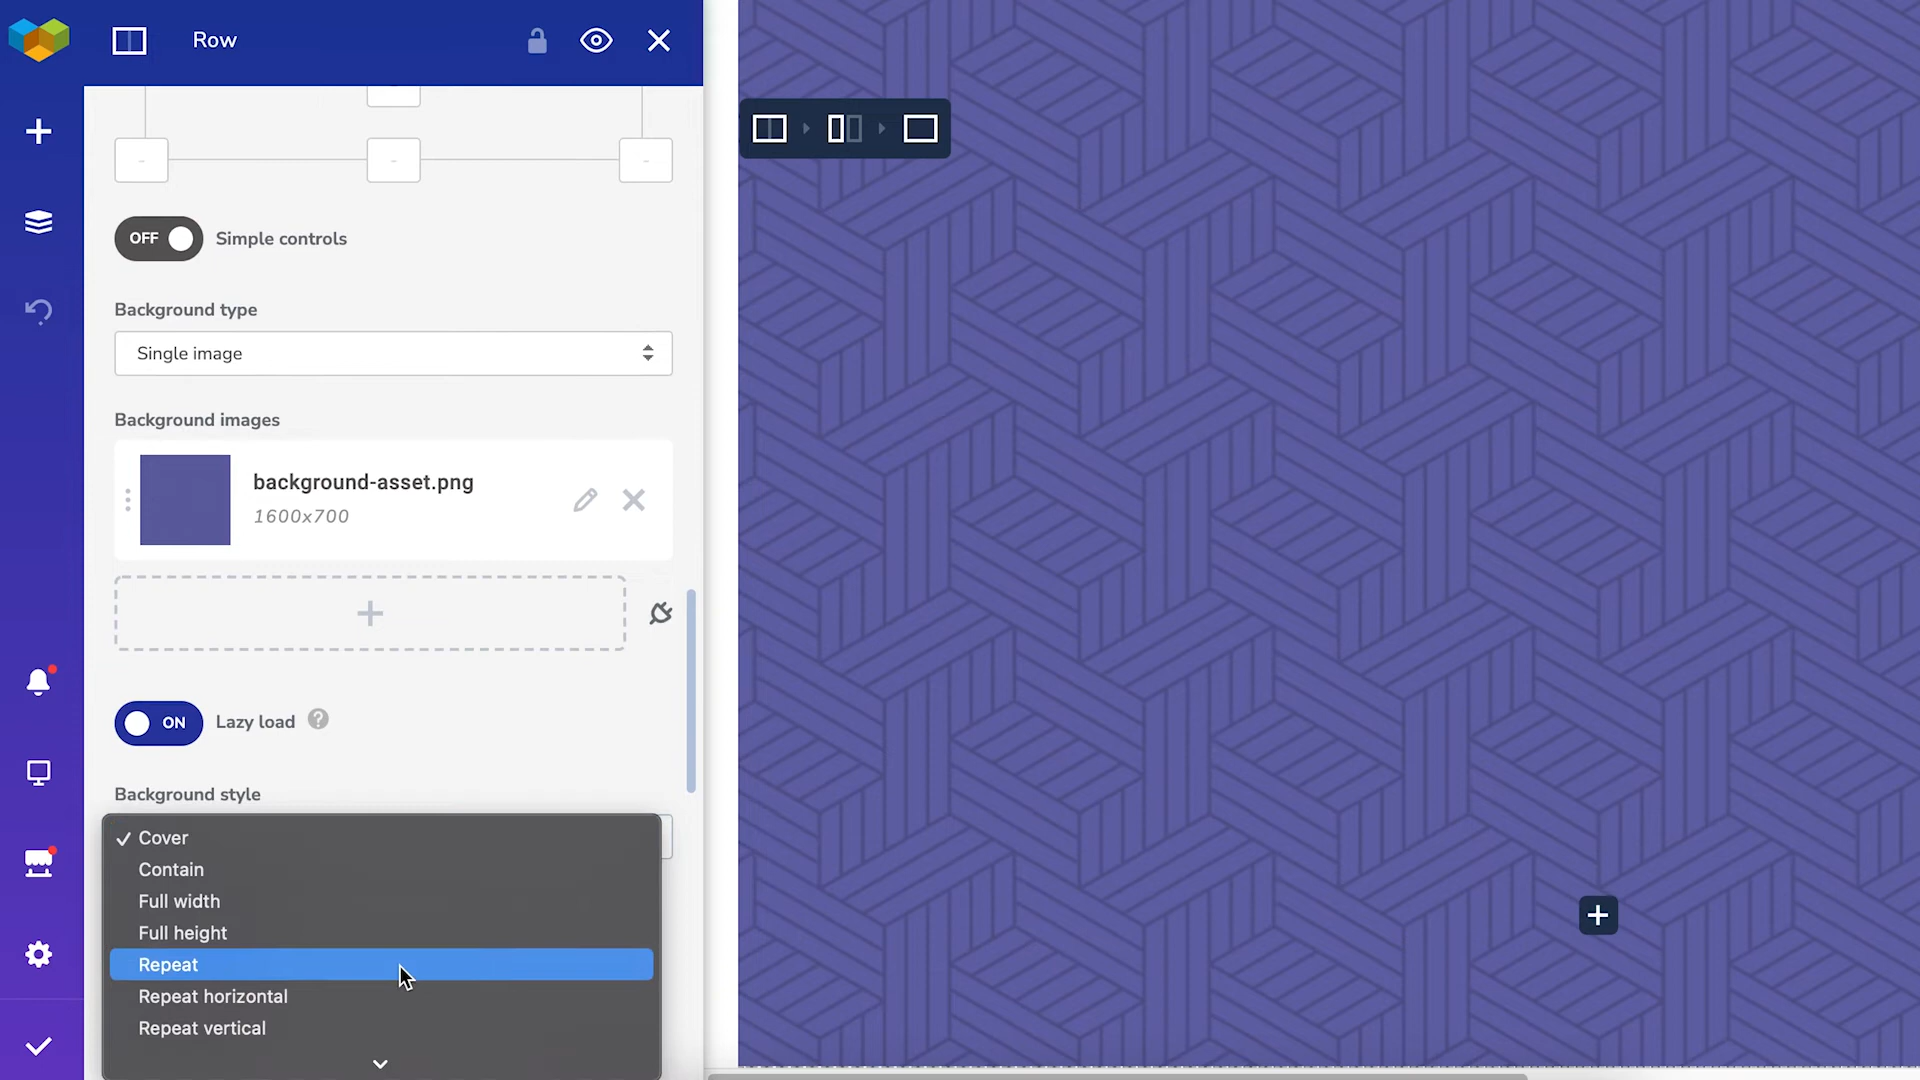 Row
-
-
-
OFF
Simple controls
Background type
Single image
Background images
background-asset.png
1600x700
ON
Lazy load
?
Background style
Cover
Contain
Full width
Full height
Repeat
Repeat horizontal
Repeat vertical